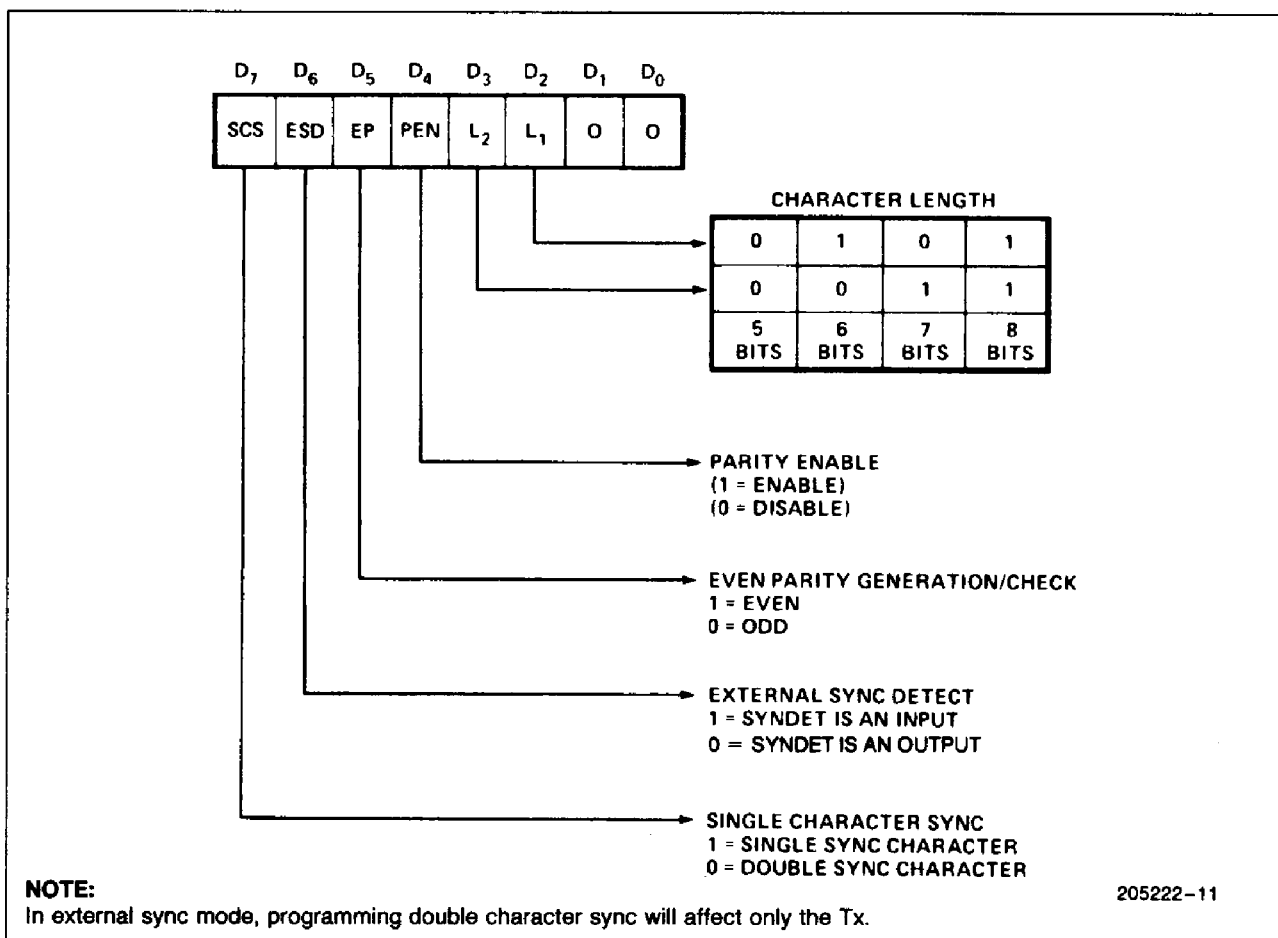 D₇ D₆ D₅ D₄ D₃ D₂ D₁ D₀
SCS ESD EP PEN L₂ L₁ 0 0
CHARACTER LENGTH
0 1 0 1
0 0 1 1
5 6 7 8
BITS BITS BITS BITS
PARITY ENABLE
(1 = ENABLE)
(0 = DISABLE)
EVEN PARITY GENERATION/CHECK
1 = EVEN
0 = ODD
EXTERNAL SYNC DETECT
1 = SYNDET IS AN INPUT
0 = SYNDET IS AN OUTPUT
SINGLE CHARACTER SYNC
1 = SINGLE SYNC CHARACTER
0 = DOUBLE SYNC CHARACTER
NOTE:
205222-11
In external sync mode, programming double character sync will affect only the Tx.